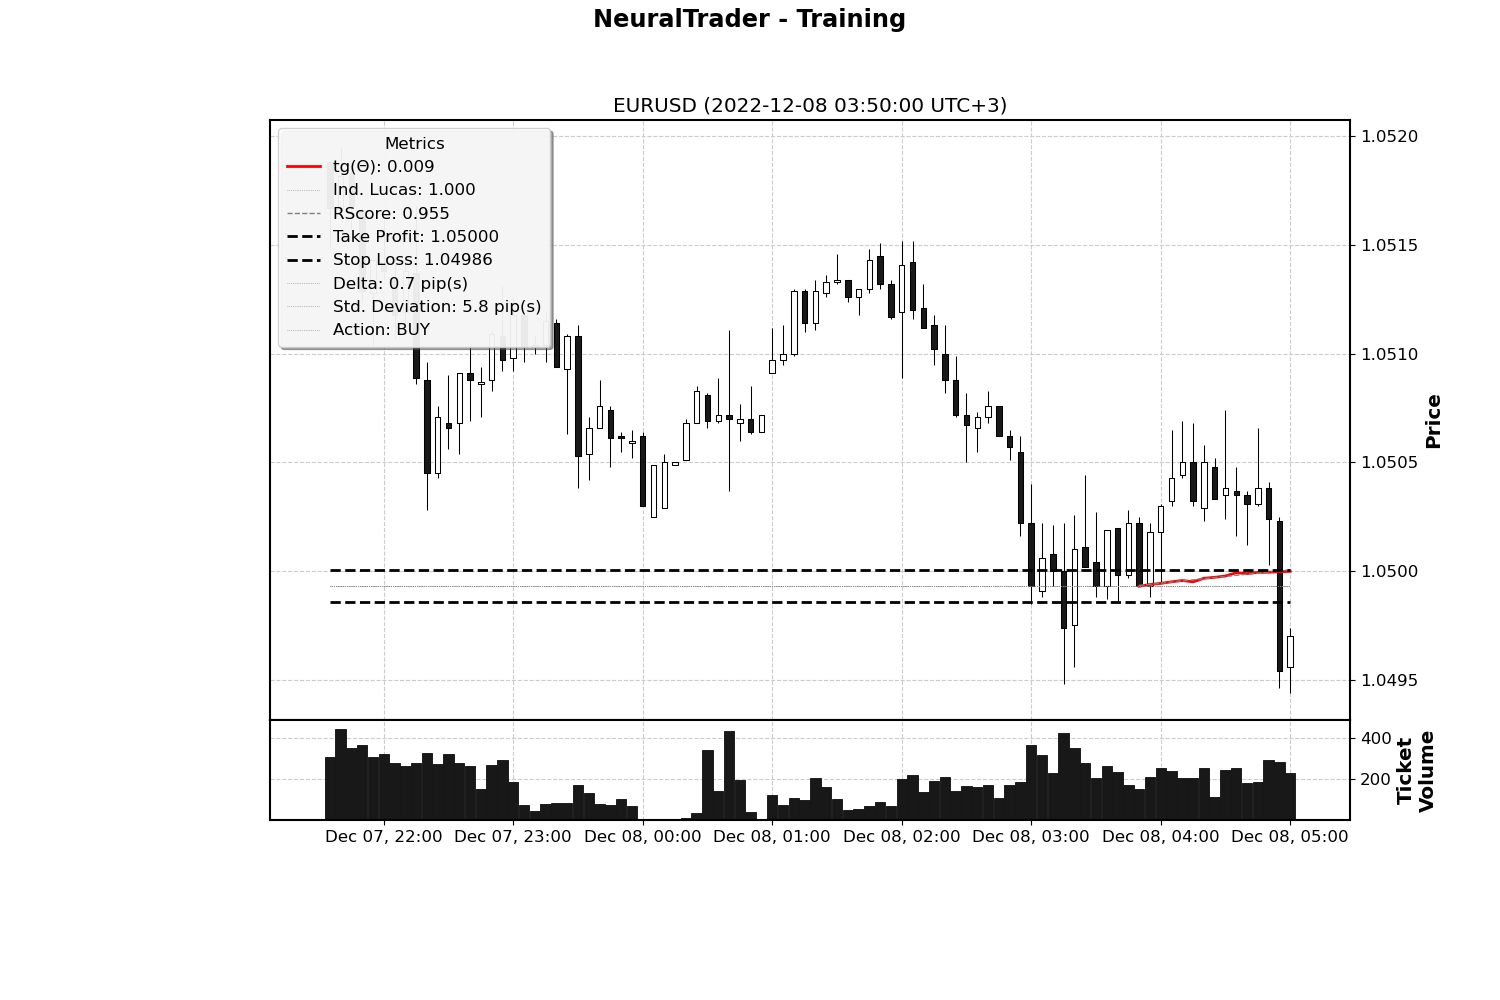 NeuralTrader - Training
EURUSD (2022-12-08 03:50:00 UTC+3)
Metrics
tg(Θ): 0.009
Ind. Lucas: 1.000
RScore: 0.955
Take Profit: 1.05000
Stop Loss: 1.04986
Delta: 0.7 pip(s)
Std. Deviation: 5.8 pip(s)
Action: BUY
1.0520
1.0515
1.0510
1.0505
1.0500
1.0495
Price
400
200
Ticket
Volume
Dec 07, 22:00
Dec 07, 23:00
Dec 08, 00:00
Dec 08, 01:00
Dec 08, 02:00
Dec 08, 03:00
Dec 08, 04:00
Dec 08, 05:00